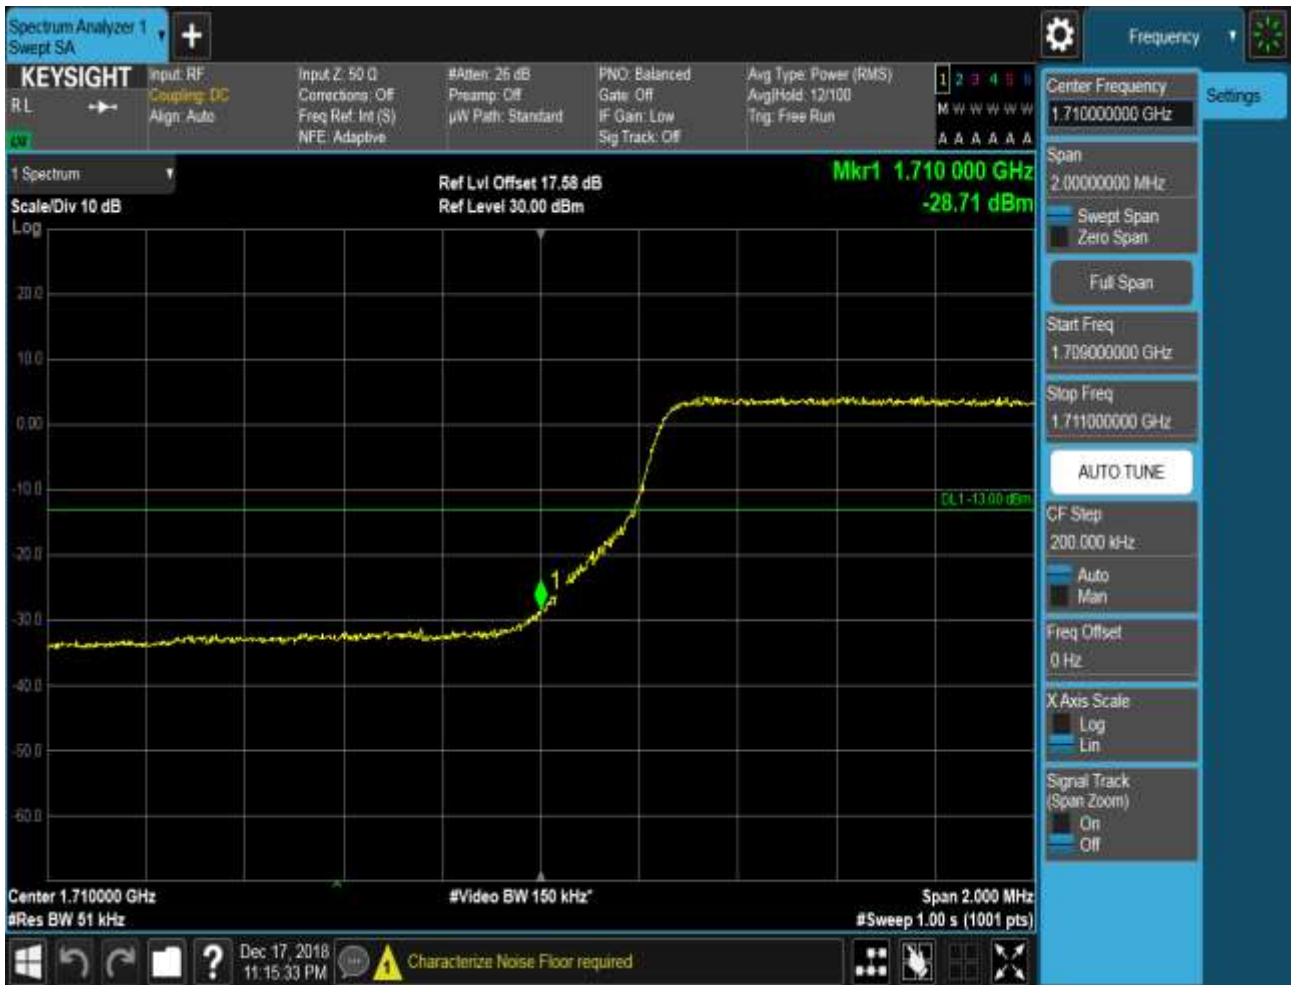 Spectrum Analyzer 1
Swept SA
Frequency
KEYSIGHT
RL
Input: RF
Coupling: DC
Align: Auto
Input Z: 50 Ω
Corrections: Off
Freq Ref: Int (S)
NFE: Adaptive
#Atten: 26 dB
Preamp: Off
µW Path: Standard
PNO: Balanced
Gate: Off
IF Gain: Low
Sig Track: Off
Avg Type: Power (RMS)
Avg|Hold: 12/100
Trig: Free Run
1 2 3 4 5 6
M W W W W W
A A A A A A
1 Spectrum
Scale/Div 10 dB
Log
Ref Lvl Offset 17.58 dB
Ref Level 30.00 dBm
Mkr1 1.710 000 GHz
-28.71 dBm
20.0
10.0
0.00
-10.0
-20.0
-30.0
-40.0
-50.0
-60.0
DL1 -13.00 dBm
1
Center 1.710000 GHz
#Res BW 51 kHz
#Video BW 150 kHz*
Span 2.000 MHz
#Sweep 1.00 s (1001 pts)
Dec 17, 2018
11:15:33 PM
Characterize Noise Floor required
Center Frequency
1.710000000 GHz
Settings
Span
2.00000000 MHz
Swept Span
Zero Span
Full Span
Start Freq
1.709000000 GHz
Stop Freq
1.711000000 GHz
AUTO TUNE
CF Step
200.000 kHz
Auto
Man
Freq Offset
0 Hz
X Axis Scale
Log
Lin
Signal Track
(Span Zoom)
On
Off